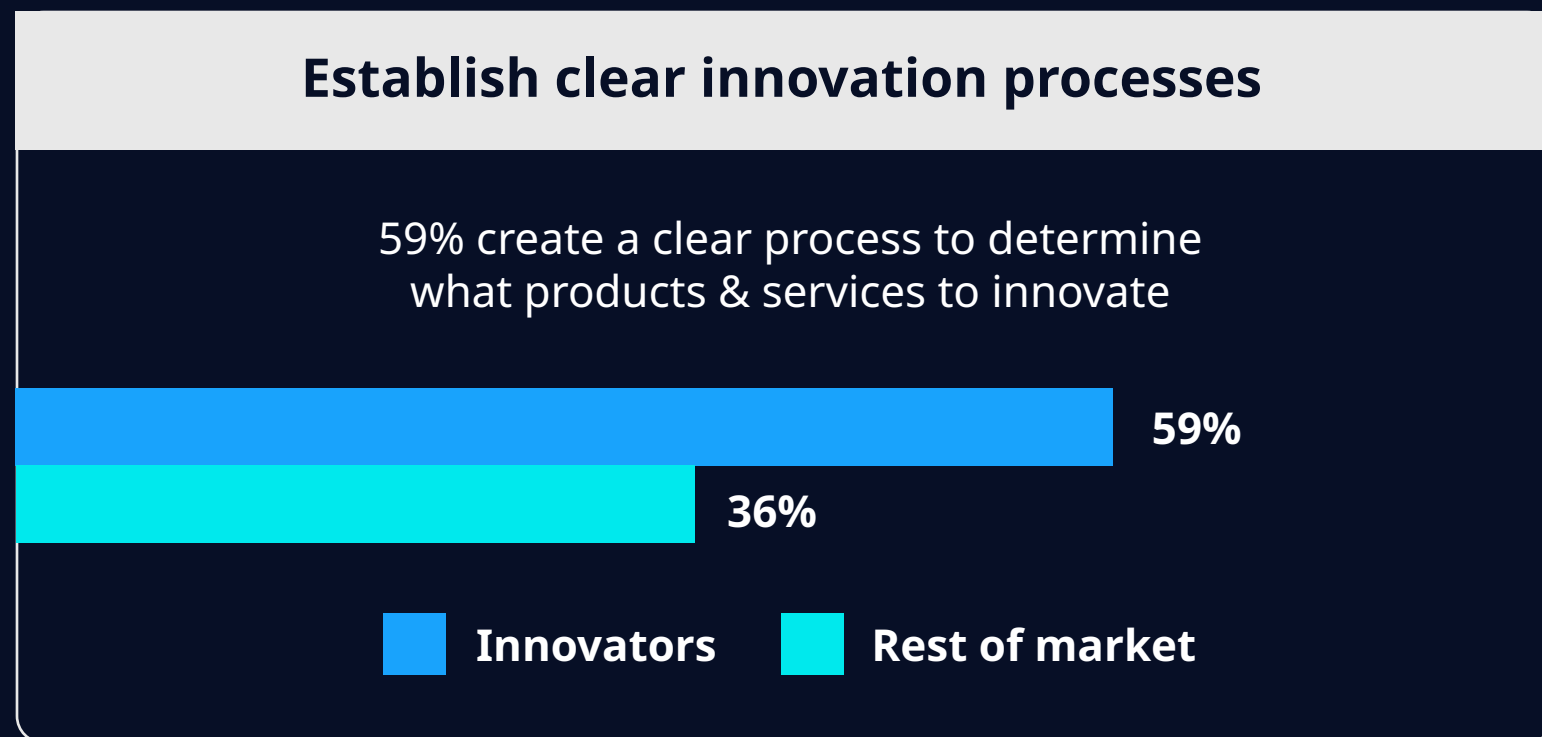 Establish clear innovation processes
59% create a clear process to determine
what products & services to innovate
59%
36%
Innovators
Rest of market